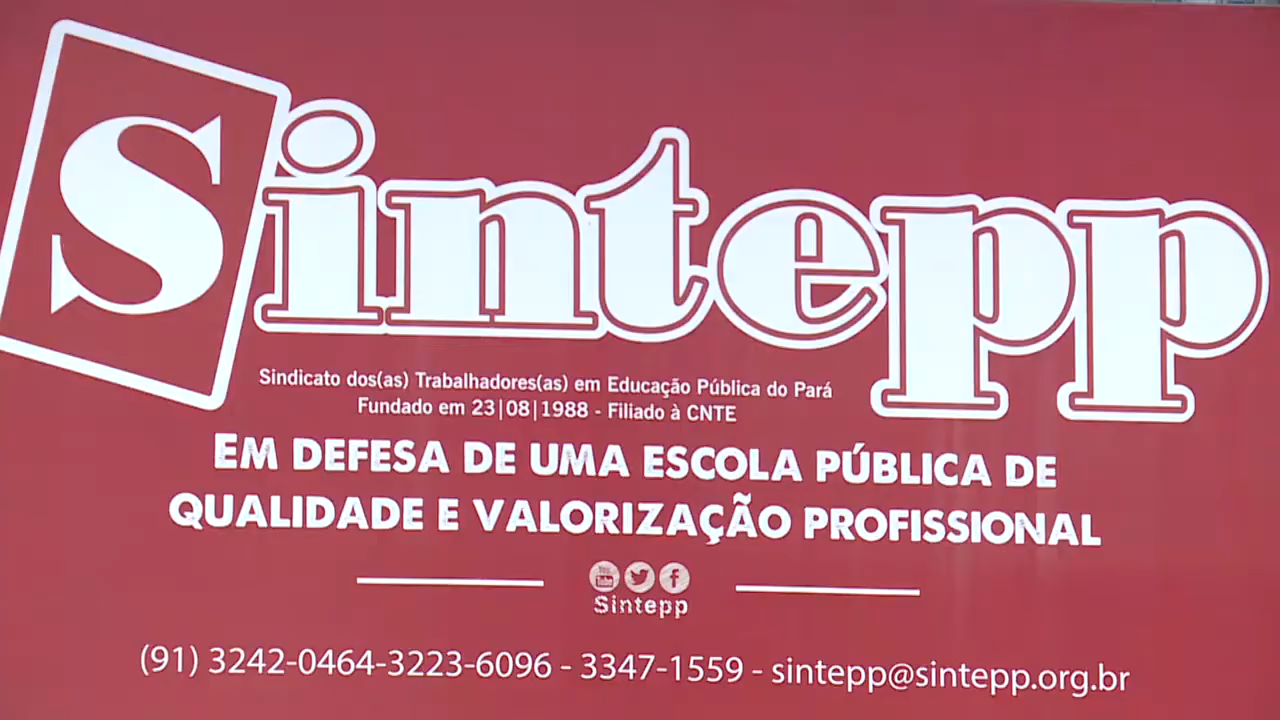 Sintepp
Sindicato dos(as) Trabalhadores(as) em Educação Pública do Pará
Fundado em 23|08|1988 - Filiado à CNTE
EM DEFESA DE UMA ESCOLA PÚBLICA DE
QUALIDADE E VALORIZAÇÃO PROFISSIONAL
You Tube f
Sintepp
(91) 3242-0464-3223-6096 - 3347-1559 - sintepp@sintepp.org.br